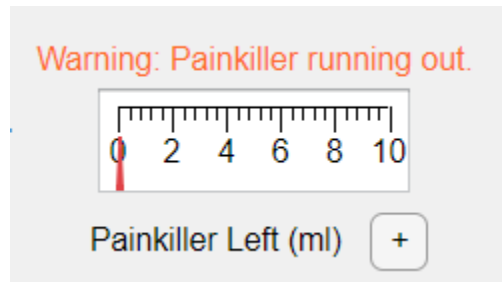 Warning: Painkiller running out.
0 2 4 6 8 10
Painkiller Left (ml) +